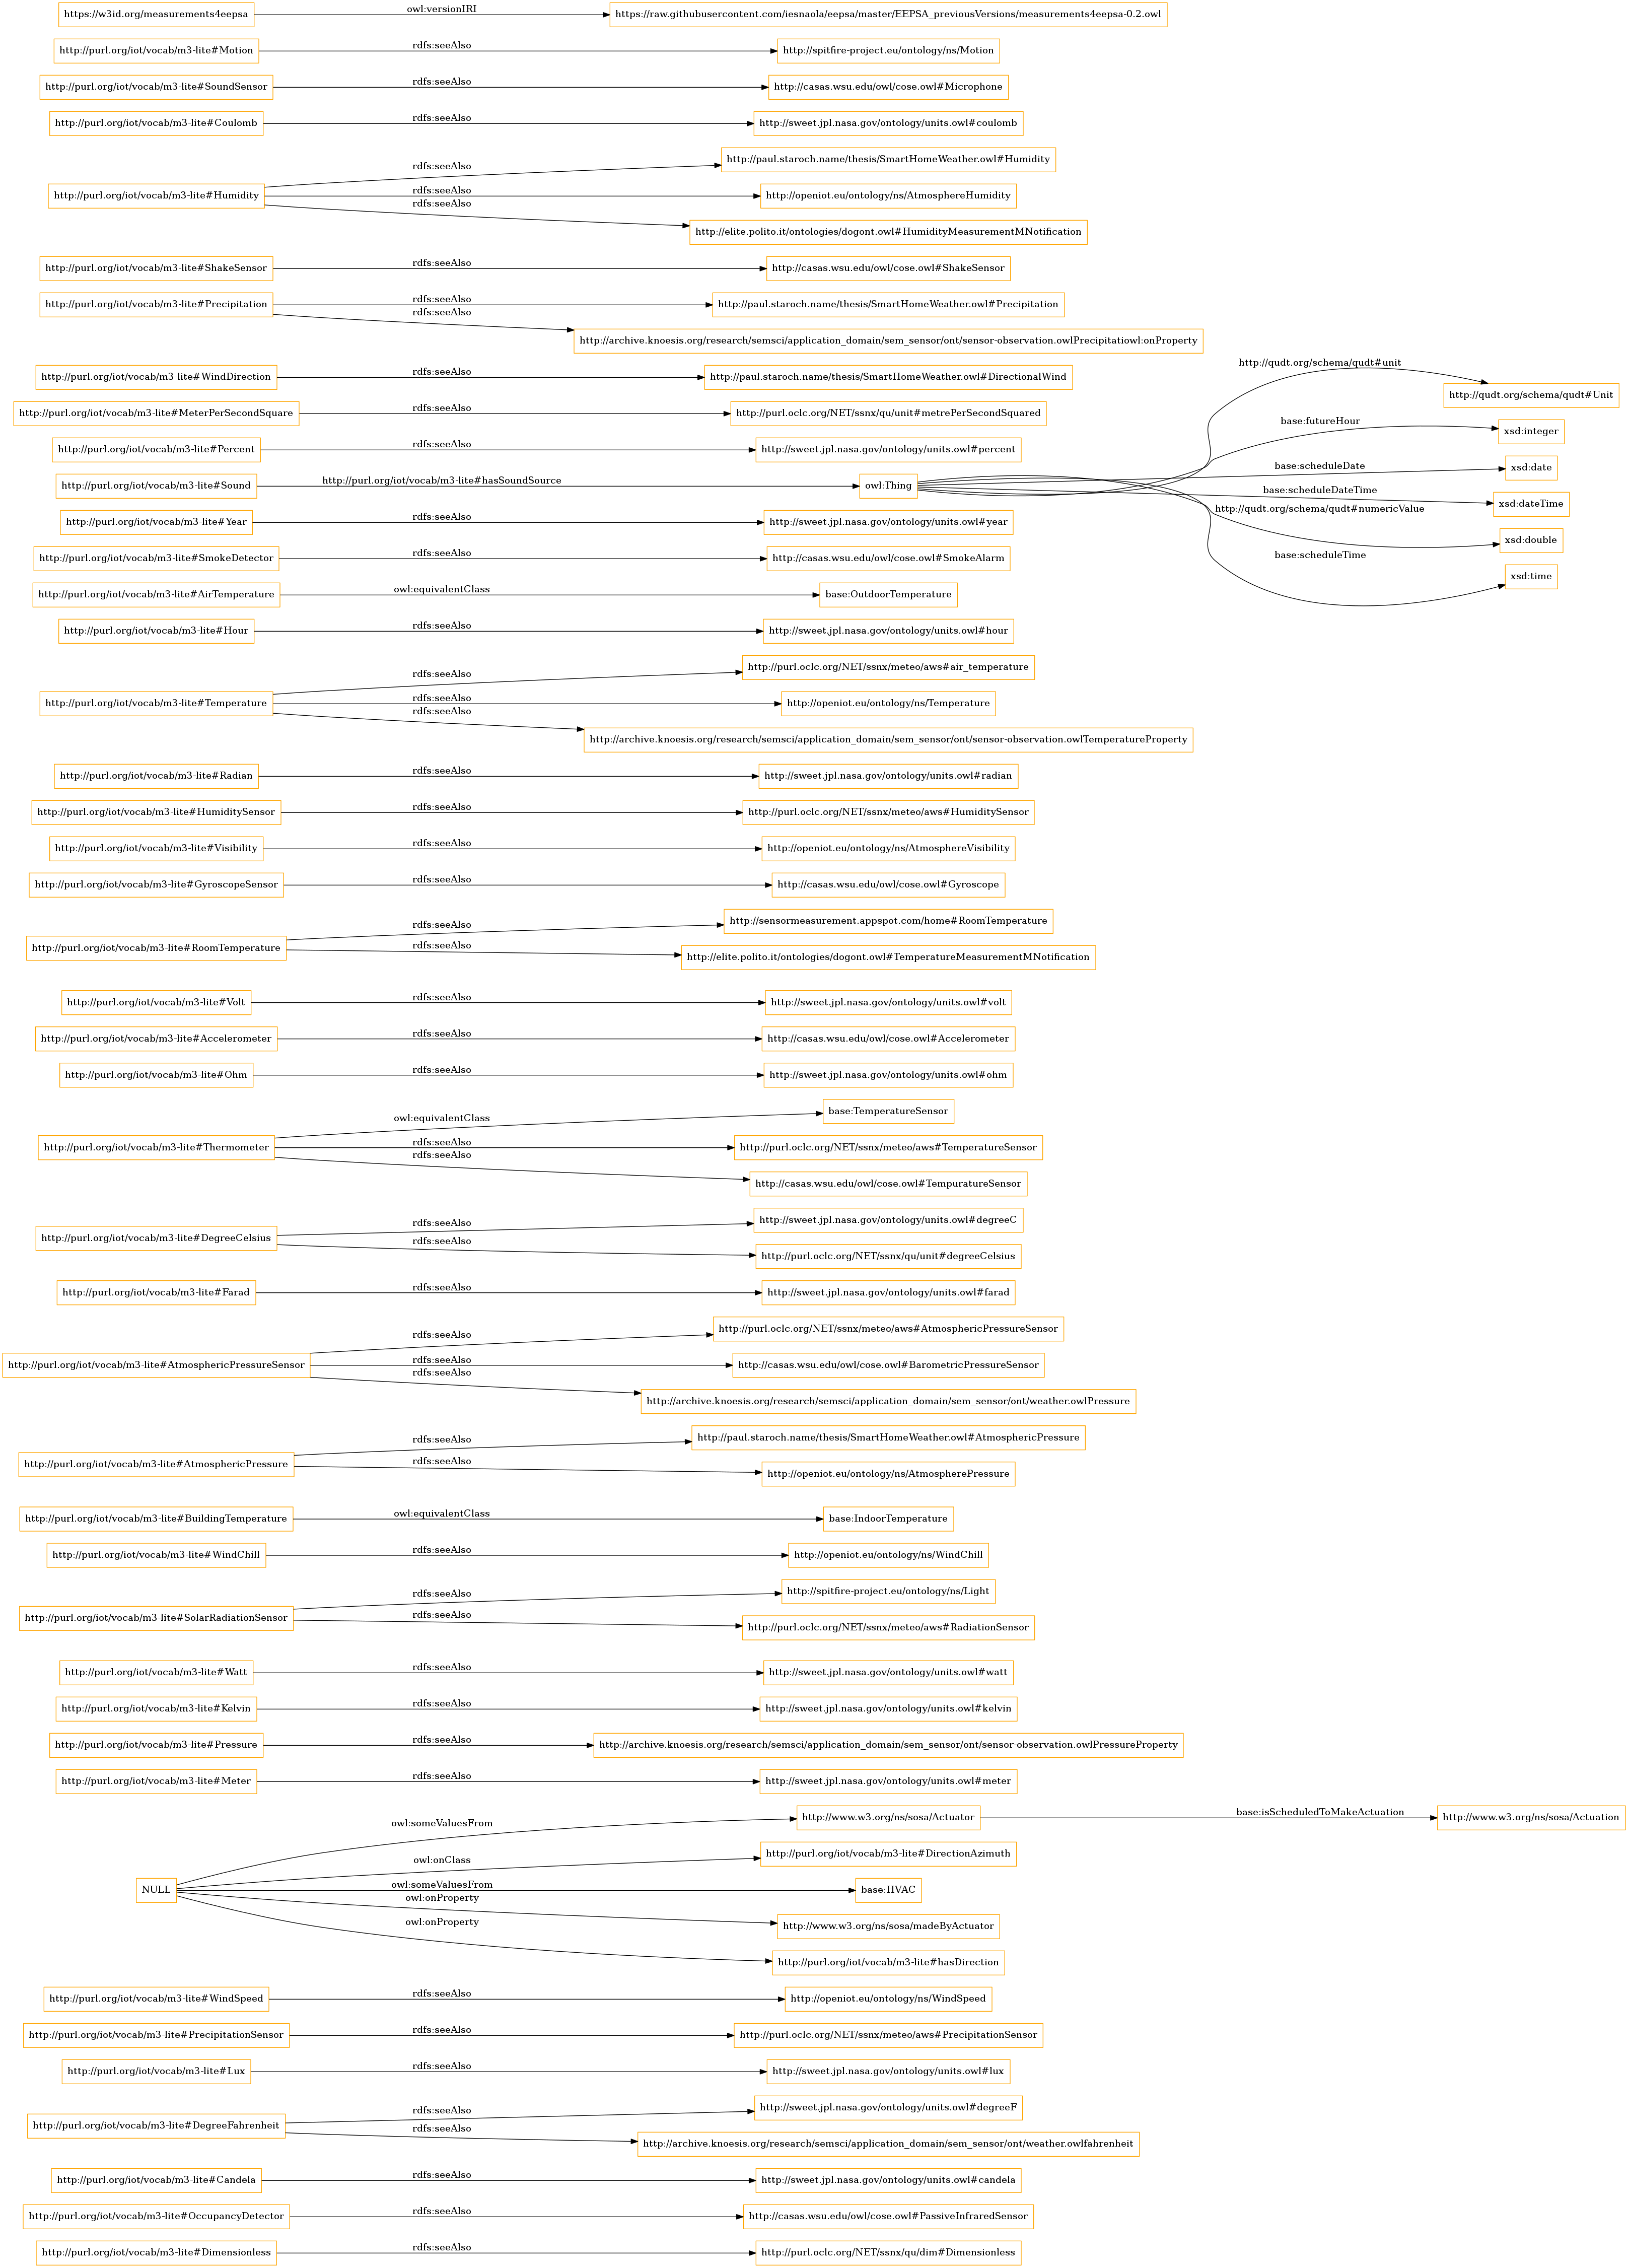 https://w3id.org/measurements4eepsa
owl:versionIRI
https://raw.githubusercontent.com/iesnaola/eepsa/master/EEPSA_previousVersions/measurements4eepsa-0.2.owl
http://purl.org/iot/vocab/m3-lite#Motion
rdfs:seeAlso
http://spitfire-project.eu/ontology/ns/Motion
http://purl.org/iot/vocab/m3-lite#SoundSensor
rdfs:seeAlso
http://casas.wsu.edu/owl/cose.owl#Microphone
http://purl.org/iot/vocab/m3-lite#Coulomb
rdfs:seeAlso
http://sweet.jpl.nasa.gov/ontology/units.owl#coulomb
http://purl.org/iot/vocab/m3-lite#Humidity
rdfs:seeAlso
http://paul.staroch.name/thesis/SmartHomeWeather.owl#Humidity
rdfs:seeAlso
http://openiot.eu/ontology/ns/AtmosphereHumidity
rdfs:seeAlso
http://elite.polito.it/ontologies/dogont.owl#HumidityMeasurementMNotification
http://purl.org/iot/vocab/m3-lite#ShakeSensor
rdfs:seeAlso
http://casas.wsu.edu/owl/cose.owl#ShakeSensor
http://purl.org/iot/vocab/m3-lite#Precipitation
rdfs:seeAlso
http://paul.staroch.name/thesis/SmartHomeWeather.owl#Precipitation
rdfs:seeAlso
http://archive.knoesis.org/research/semsci/application_domain/sem_sensor/ont/sensor-observation.owlPrecipitatiowl:onProperty
http://purl.org/iot/vocab/m3-lite#WindDirection
rdfs:seeAlso
http://paul.staroch.name/thesis/SmartHomeWeather.owl#DirectionalWind
http://purl.org/iot/vocab/m3-lite#MeterPerSecondSquare
rdfs:seeAlso
http://purl.oclc.org/NET/ssnx/qu/unit#metrePerSecondSquared
http://purl.org/iot/vocab/m3-lite#Percent
rdfs:seeAlso
http://sweet.jpl.nasa.gov/ontology/units.owl#percent
http://purl.org/iot/vocab/m3-lite#Sound
http://purl.org/iot/vocab/m3-lite#hasSoundSource
owl:Thing
http://qudt.org/schema/qudt#unit
http://qudt.org/schema/qudt#Unit
base:futureHour
xsd:integer
base:scheduleDate
xsd:date
base:scheduleDateTime
xsd:dateTime
http://qudt.org/schema/qudt#numericValue
xsd:double
base:scheduleTime
xsd:time
http://purl.org/iot/vocab/m3-lite#Year
rdfs:seeAlso
http://sweet.jpl.nasa.gov/ontology/units.owl#year
http://purl.org/iot/vocab/m3-lite#SmokeDetector
rdfs:seeAlso
http://casas.wsu.edu/owl/cose.owl#SmokeAlarm
http://purl.org/iot/vocab/m3-lite#AirTemperature
owl:equivalentClass
base:OutdoorTemperature
http://purl.org/iot/vocab/m3-lite#Hour
rdfs:seeAlso
http://sweet.jpl.nasa.gov/ontology/units.owl#hour
http://purl.org/iot/vocab/m3-lite#Temperature
rdfs:seeAlso
http://purl.oclc.org/NET/ssnx/meteo/aws#air_temperature
rdfs:seeAlso
http://openiot.eu/ontology/ns/Temperature
rdfs:seeAlso
http://archive.knoesis.org/research/semsci/application_domain/sem_sensor/ont/sensor-observation.owlTemperatureProperty
http://purl.org/iot/vocab/m3-lite#Radian
rdfs:seeAlso
http://sweet.jpl.nasa.gov/ontology/units.owl#radian
http://purl.org/iot/vocab/m3-lite#HumiditySensor
rdfs:seeAlso
http://purl.oclc.org/NET/ssnx/meteo/aws#HumiditySensor
http://purl.org/iot/vocab/m3-lite#Visibility
rdfs:seeAlso
http://openiot.eu/ontology/ns/AtmosphereVisibility
http://purl.org/iot/vocab/m3-lite#GyroscopeSensor
rdfs:seeAlso
http://casas.wsu.edu/owl/cose.owl#Gyroscope
http://purl.org/iot/vocab/m3-lite#RoomTemperature
rdfs:seeAlso
http://sensormeasurement.appspot.com/home#RoomTemperature
rdfs:seeAlso
http://elite.polito.it/ontologies/dogont.owl#TemperatureMeasurementMNotification
http://purl.org/iot/vocab/m3-lite#Volt
rdfs:seeAlso
http://sweet.jpl.nasa.gov/ontology/units.owl#volt
http://purl.org/iot/vocab/m3-lite#Accelerometer
rdfs:seeAlso
http://casas.wsu.edu/owl/cose.owl#Accelerometer
http://purl.org/iot/vocab/m3-lite#Ohm
rdfs:seeAlso
http://sweet.jpl.nasa.gov/ontology/units.owl#ohm
http://purl.org/iot/vocab/m3-lite#Thermometer
owl:equivalentClass
base:TemperatureSensor
rdfs:seeAlso
http://purl.oclc.org/NET/ssnx/meteo/aws#TemperatureSensor
rdfs:seeAlso
http://casas.wsu.edu/owl/cose.owl#TempuratureSensor
http://purl.org/iot/vocab/m3-lite#DegreeCelsius
rdfs:seeAlso
http://sweet.jpl.nasa.gov/ontology/units.owl#degreeC
rdfs:seeAlso
http://purl.oclc.org/NET/ssnx/qu/unit#degreeCelsius
http://purl.org/iot/vocab/m3-lite#Farad
rdfs:seeAlso
http://sweet.jpl.nasa.gov/ontology/units.owl#farad
http://purl.org/iot/vocab/m3-lite#AtmosphericPressureSensor
rdfs:seeAlso
http://purl.oclc.org/NET/ssnx/meteo/aws#AtmosphericPressureSensor
rdfs:seeAlso
http://casas.wsu.edu/owl/cose.owl#BarometricPressureSensor
rdfs:seeAlso
http://archive.knoesis.org/research/semsci/application_domain/sem_sensor/ont/weather.owlPressure
http://purl.org/iot/vocab/m3-lite#AtmosphericPressure
rdfs:seeAlso
http://paul.staroch.name/thesis/SmartHomeWeather.owl#AtmosphericPressure
rdfs:seeAlso
http://openiot.eu/ontology/ns/AtmospherePressure
http://purl.org/iot/vocab/m3-lite#BuildingTemperature
owl:equivalentClass
base:IndoorTemperature
http://purl.org/iot/vocab/m3-lite#WindChill
rdfs:seeAlso
http://openiot.eu/ontology/ns/WindChill
http://purl.org/iot/vocab/m3-lite#SolarRadiationSensor
rdfs:seeAlso
http://spitfire-project.eu/ontology/ns/Light
rdfs:seeAlso
http://purl.oclc.org/NET/ssnx/meteo/aws#RadiationSensor
http://purl.org/iot/vocab/m3-lite#Watt
rdfs:seeAlso
http://sweet.jpl.nasa.gov/ontology/units.owl#watt
http://purl.org/iot/vocab/m3-lite#Kelvin
rdfs:seeAlso
http://sweet.jpl.nasa.gov/ontology/units.owl#kelvin
http://purl.org/iot/vocab/m3-lite#Pressure
rdfs:seeAlso
http://archive.knoesis.org/research/semsci/application_domain/sem_sensor/ont/sensor-observation.owlPressureProperty
http://purl.org/iot/vocab/m3-lite#Meter
rdfs:seeAlso
http://sweet.jpl.nasa.gov/ontology/units.owl#meter
NULL
owl:someValuesFrom
http://www.w3.org/ns/sosa/Actuator
base:isScheduledToMakeActuation
http://www.w3.org/ns/sosa/Actuation
owl:onClass
http://purl.org/iot/vocab/m3-lite#DirectionAzimuth
owl:someValuesFrom
base:HVAC
owl:onProperty
http://www.w3.org/ns/sosa/madeByActuator
owl:onProperty
http://purl.org/iot/vocab/m3-lite#hasDirection
http://purl.org/iot/vocab/m3-lite#WindSpeed
rdfs:seeAlso
http://openiot.eu/ontology/ns/WindSpeed
http://purl.org/iot/vocab/m3-lite#PrecipitationSensor
rdfs:seeAlso
http://purl.oclc.org/NET/ssnx/meteo/aws#PrecipitationSensor
http://purl.org/iot/vocab/m3-lite#Lux
rdfs:seeAlso
http://sweet.jpl.nasa.gov/ontology/units.owl#lux
http://purl.org/iot/vocab/m3-lite#DegreeFahrenheit
rdfs:seeAlso
http://sweet.jpl.nasa.gov/ontology/units.owl#degreeF
rdfs:seeAlso
http://archive.knoesis.org/research/semsci/application_domain/sem_sensor/ont/weather.owlfahrenheit
http://purl.org/iot/vocab/m3-lite#Candela
rdfs:seeAlso
http://sweet.jpl.nasa.gov/ontology/units.owl#candela
http://purl.org/iot/vocab/m3-lite#OccupancyDetector
rdfs:seeAlso
http://casas.wsu.edu/owl/cose.owl#PassiveInfraredSensor
http://purl.org/iot/vocab/m3-lite#Dimensionless
rdfs:seeAlso
http://purl.oclc.org/NET/ssnx/qu/dim#Dimensionless